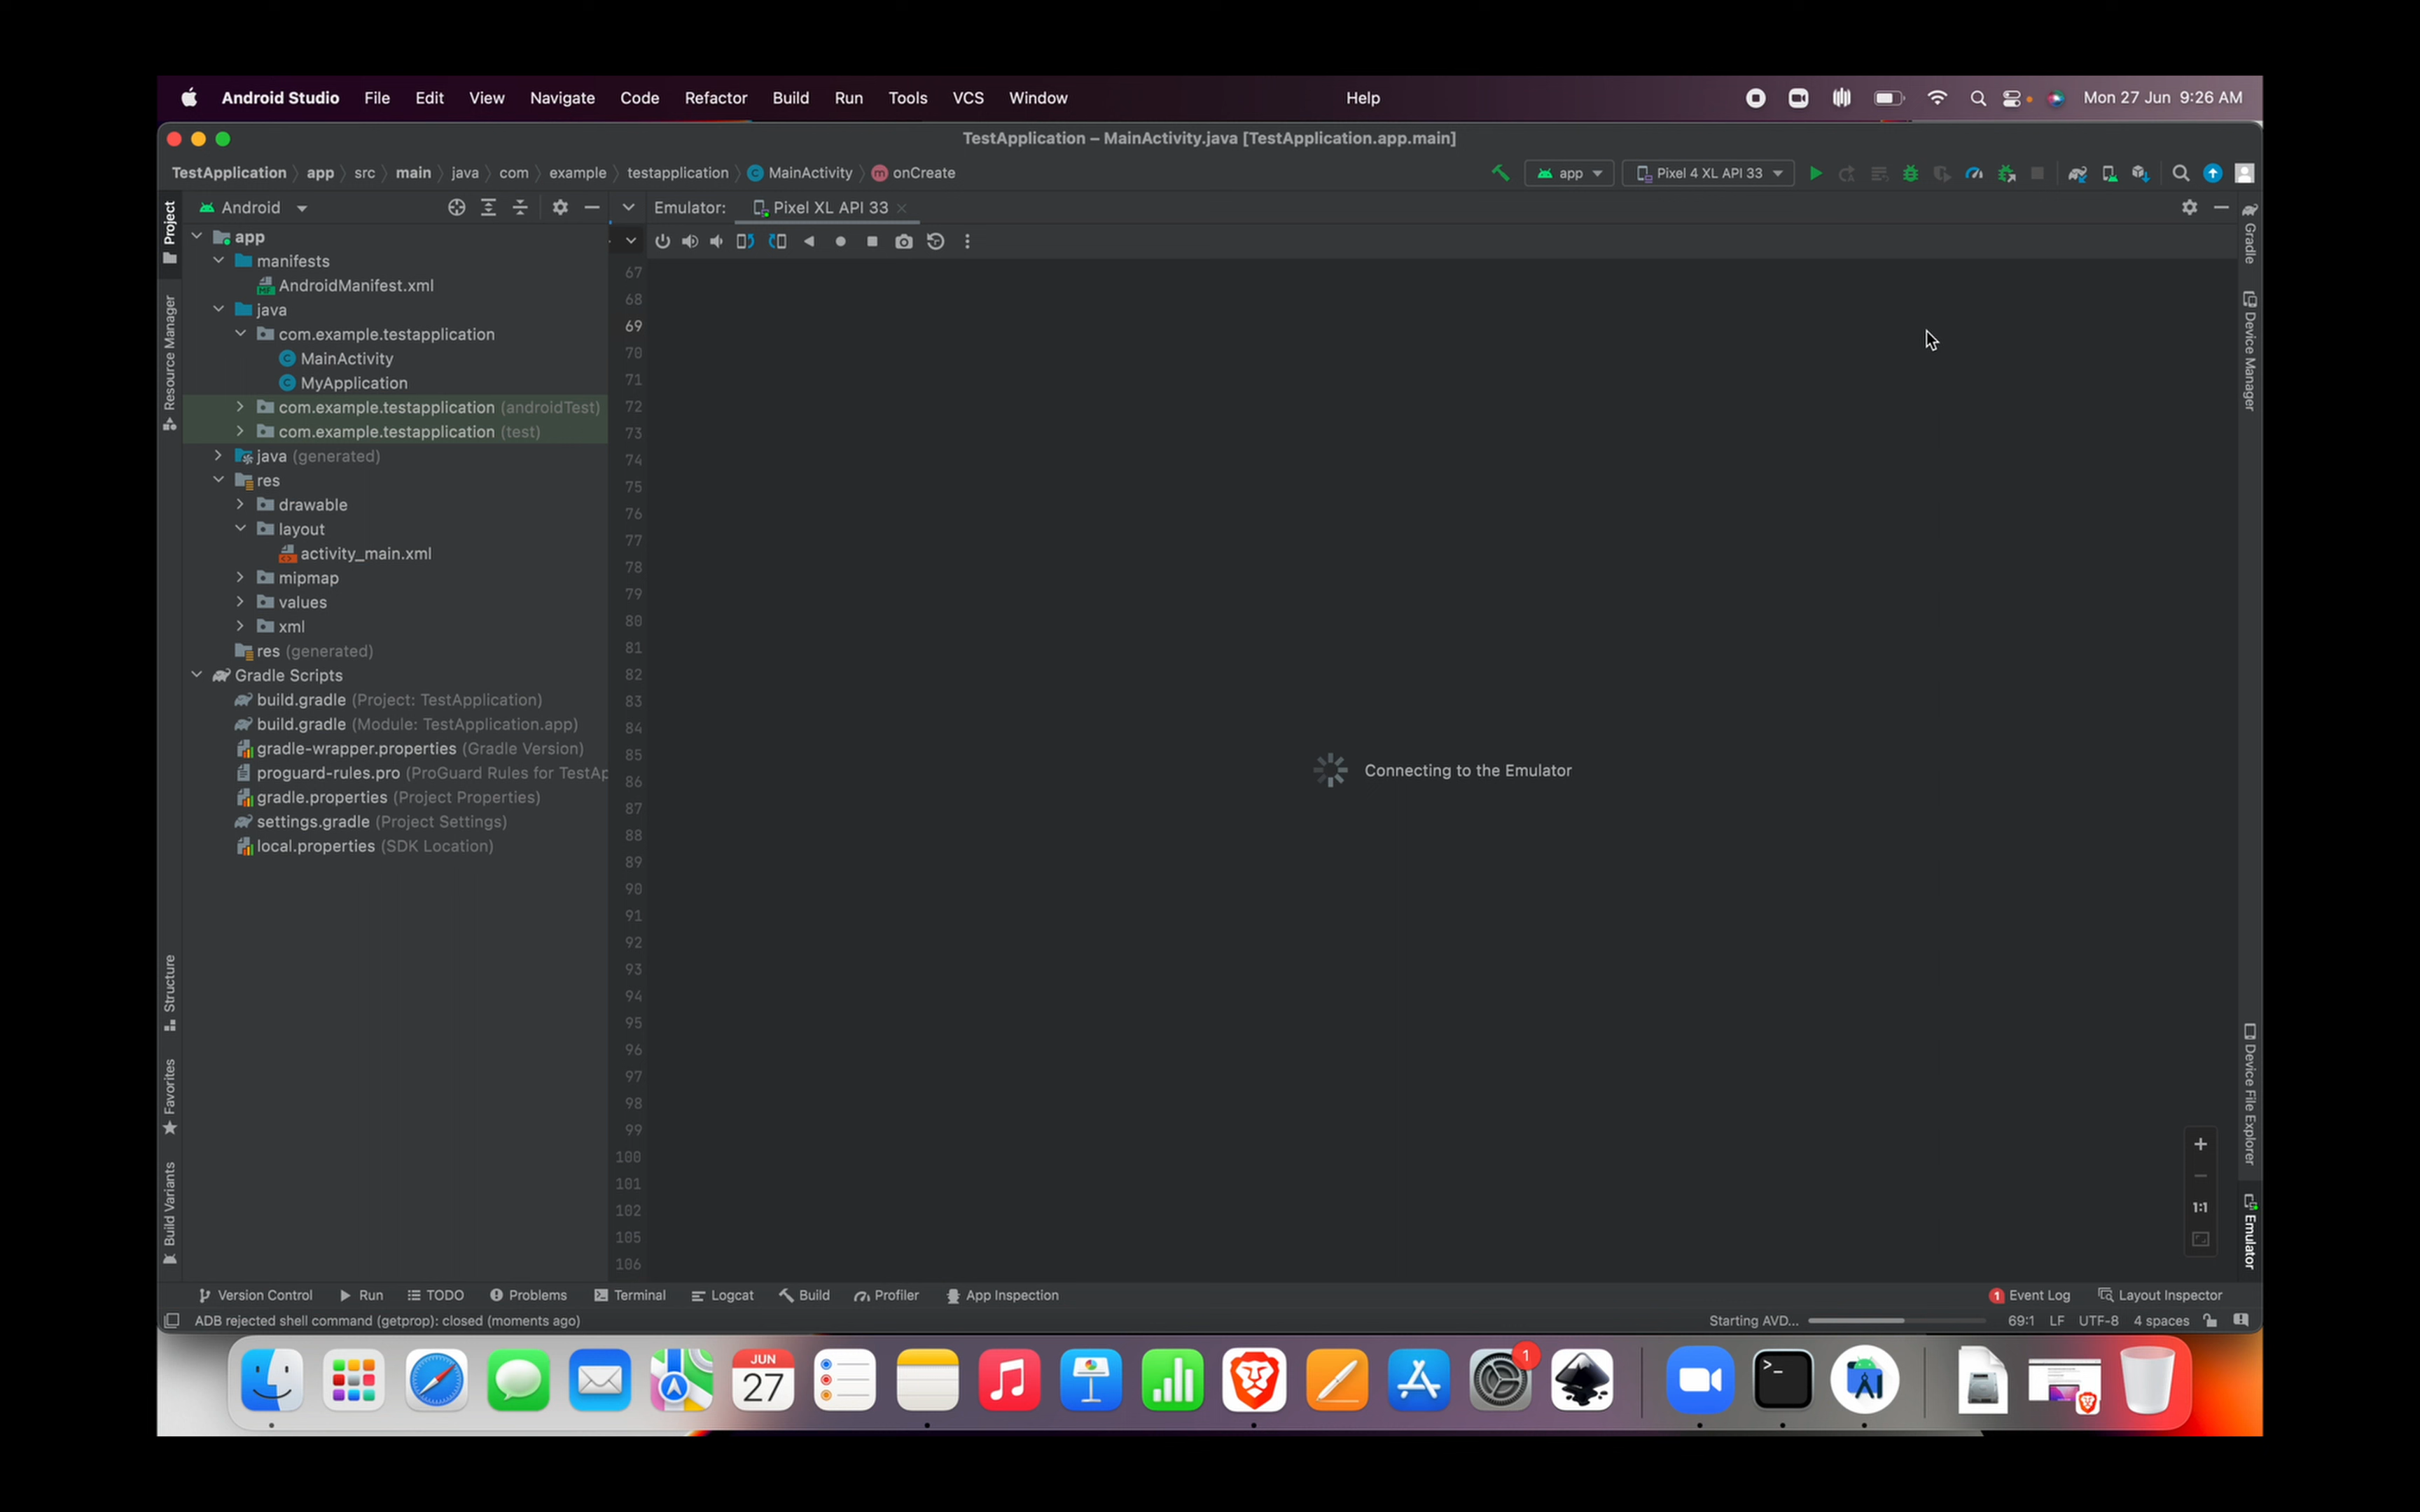 Android Studio File Edit View Navigate Code Refactor Build Run Tools VCS Window Help Mon 27 Jun 9:26 AM
TestApplication – MainActivity.java [TestApplication.app.main]
TestApplication app src main java com example testapplication MainActivity onCreate app Pixel 4 XL API 33
Project
Resource Manager
Structure
Favorites
Build Variants
Android
app
manifests
AndroidManifest.xml
java
com.example.testapplication
MainActivity
MyApplication
com.example.testapplication (androidTest)
com.example.testapplication (test)
java (generated)
res
drawable
layout
activity_main.xml
mipmap
values
xml
res (generated)
Gradle Scripts
build.gradle (Project: TestApplication)
build.gradle (Module: TestApplication.app)
gradle-wrapper.properties (Gradle Version)
proguard-rules.pro (ProGuard Rules for TestAp
gradle.properties (Project Properties)
settings.gradle (Project Settings)
local.properties (SDK Location)
Emulator: Pixel XL API 33
67
68
69
70
71
72
73
74
75
76
77
78
79
80
81
82
83
84
85
86
87
88
89
90
91
92
93
94
95
96
97
98
99
100
101
102
105
106
Connecting to the Emulator
1:1
Gradle
Device Manager
Device File Explorer
Emulator
Version Control Run TODO Problems Terminal Logcat Build Profiler App Inspection 1 Event Log Layout Inspector
ADB rejected shell command (getprop): closed (moments ago) Starting AVD... 69:1 LF UTF-8 4 spaces
JUN
27
1